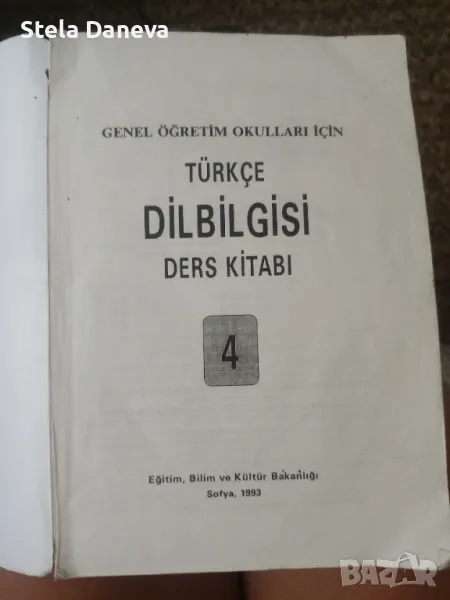 Stela Daneva
GENEL ÖĞRETİM OKULLARI İÇİN
TÜRKÇE
DİLBİLGİSİ
DERS KİTABI
4
Eğitim, Bilim ve Kültür Bakanlığı
Sofya, 1993
BAZAR